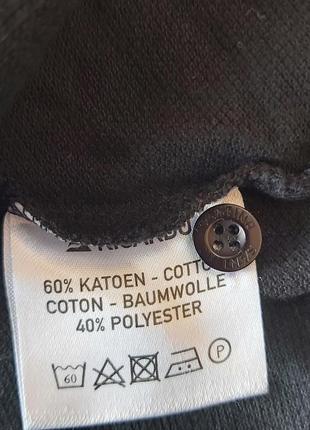 60% KATOEN - COTTO
COTON - BAUMWOLLE
40% POLYESTER
60
P